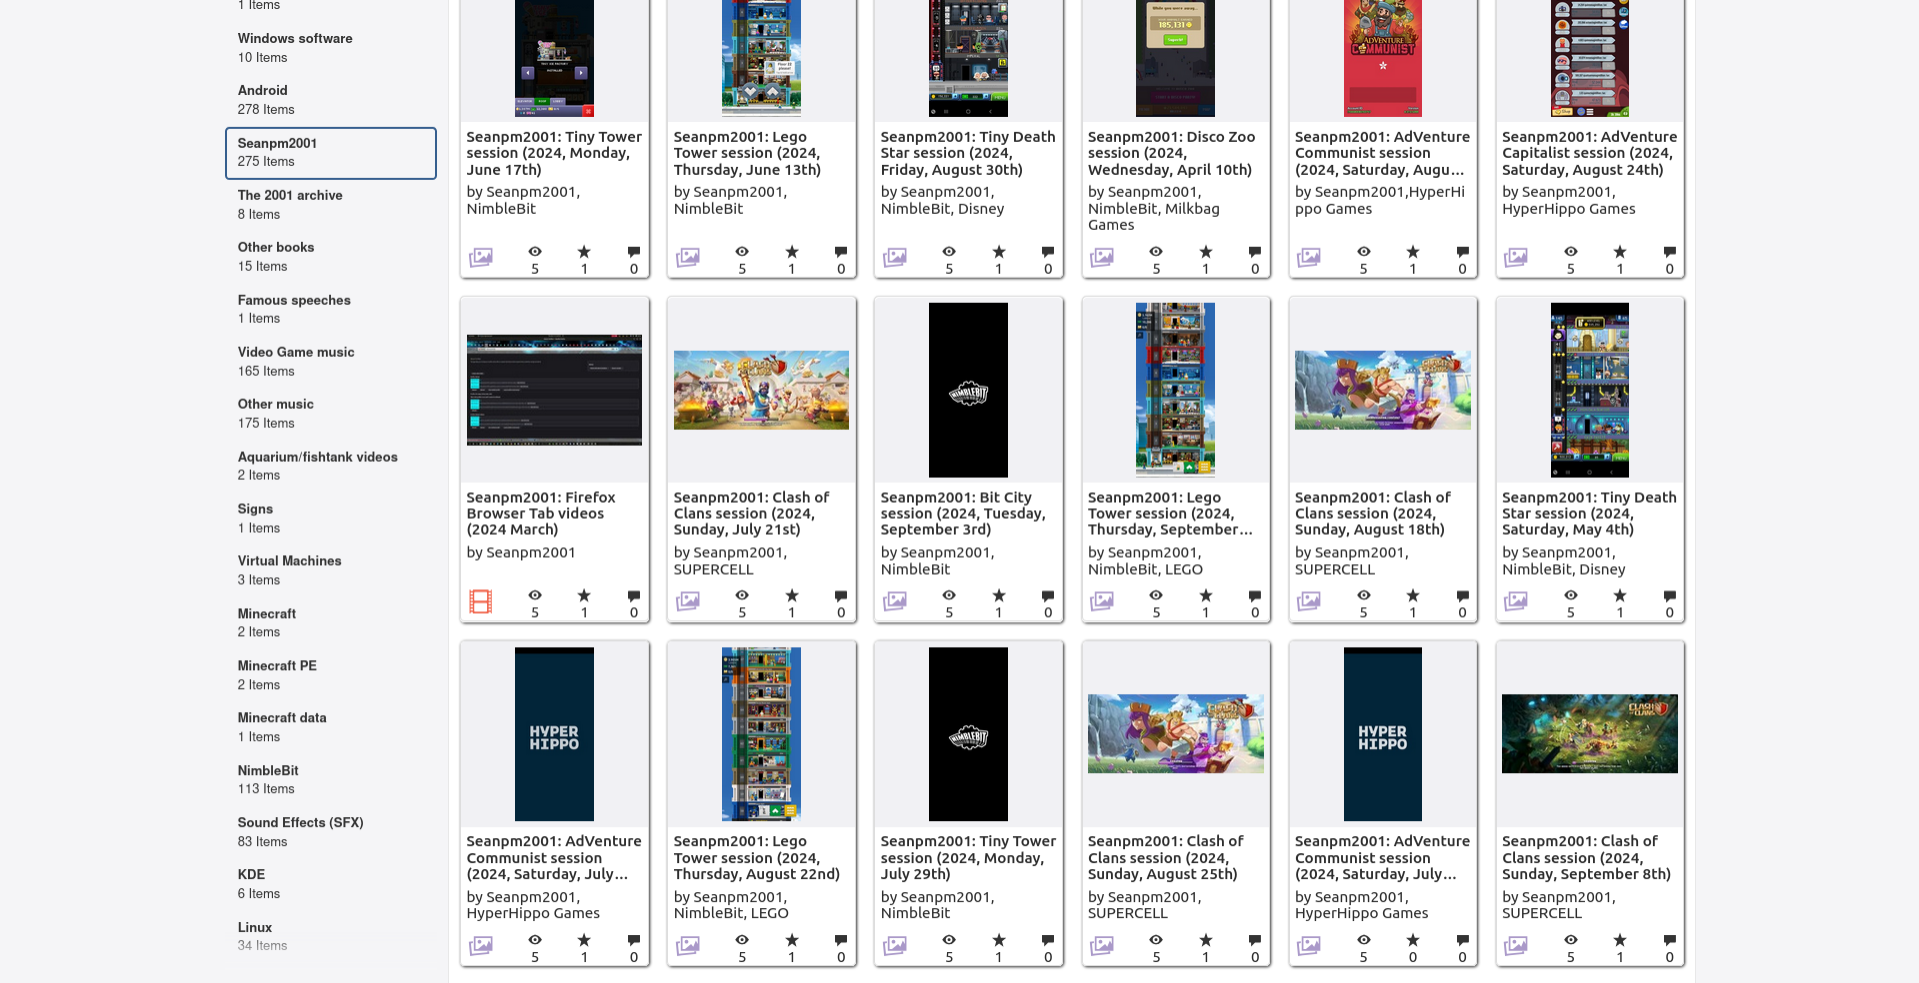 1 Items
Windows software
10 Items
Android
278 Items
Seanpm2001
275 Items
The 2001 archive
8 Items
Other books
15 Items
Famous speeches
1 Items
Video Game music
165 Items
Other music
175 Items
Aquarium/fishtank videos
2 Items
Signs
1 Items
Virtual Machines
3 Items
Minecraft
2 Items
Minecraft PE
2 Items
Minecraft data
1 Items
NimbleBit
113 Items
Sound Effects (SFX)
83 Items
KDE
6 Items
Linux
34 Items
185,131
ADVENTURE
COMMUNIST
Seanpm2001: Tiny Tower
session (2024, Monday,
June 17th)
by Seanpm2001,
NimbleBit
5 1 0
Seanpm2001: Lego
Tower session (2024,
Thursday, June 13th)
by Seanpm2001,
NimbleBit
5 1 0
Seanpm2001: Tiny Death
Star session (2024,
Friday, August 30th)
by Seanpm2001,
NimbleBit, Disney
5 1 0
Seanpm2001: Disco Zoo
session (2024,
Wednesday, April 10th)
by Seanpm2001,
NimbleBit, Milkbag
Games
5 1 0
Seanpm2001: AdVenture
Communist session
(2024, Saturday, Augu...
by Seanpm2001,HyperHi
ppo Games
5 1 0
Seanpm2001: AdVenture
Capitalist session (2024,
Saturday, August 24th)
by Seanpm2001,
HyperHippo Games
5 1 0
Seanpm2001: Firefox
Browser Tab videos
(2024 March)
by Seanpm2001
5 1 0
Seanpm2001: Clash of
Clans session (2024,
Sunday, July 21st)
by Seanpm2001,
SUPERCELL
5 1 0
NIMBLEBIT
Seanpm2001: Bit City
session (2024, Tuesday,
September 3rd)
by Seanpm2001,
NimbleBit
5 1 0
Seanpm2001: Lego
Tower session (2024,
Thursday, September...
by Seanpm2001,
NimbleBit, LEGO
5 1 0
Seanpm2001: Clash of
Clans session (2024,
Sunday, August 18th)
by Seanpm2001,
SUPERCELL
5 1 0
Seanpm2001: Tiny Death
Star session (2024,
Saturday, May 4th)
by Seanpm2001,
NimbleBit, Disney
5 1 0
HYPER
HIPPO
Seanpm2001: AdVenture
Communist session
(2024, Saturday, July...
by Seanpm2001,
HyperHippo Games
5 1 0
Seanpm2001: Lego
Tower session (2024,
Thursday, August 22nd)
by Seanpm2001,
NimbleBit, LEGO
5 1 0
NIMBLEBIT
Seanpm2001: Tiny Tower
session (2024, Monday,
July 29th)
by Seanpm2001,
NimbleBit
5 1 0
Seanpm2001: Clash of
Clans session (2024,
Sunday, August 25th)
by Seanpm2001,
SUPERCELL
5 1 0
HYPER
HIPPO
Seanpm2001: AdVenture
Communist session
(2024, Saturday, July...
by Seanpm2001,
HyperHippo Games
5 0 0
CLASH
Seanpm2001: Clash of
Clans session (2024,
Sunday, September 8th)
by Seanpm2001,
SUPERCELL
5 1 0